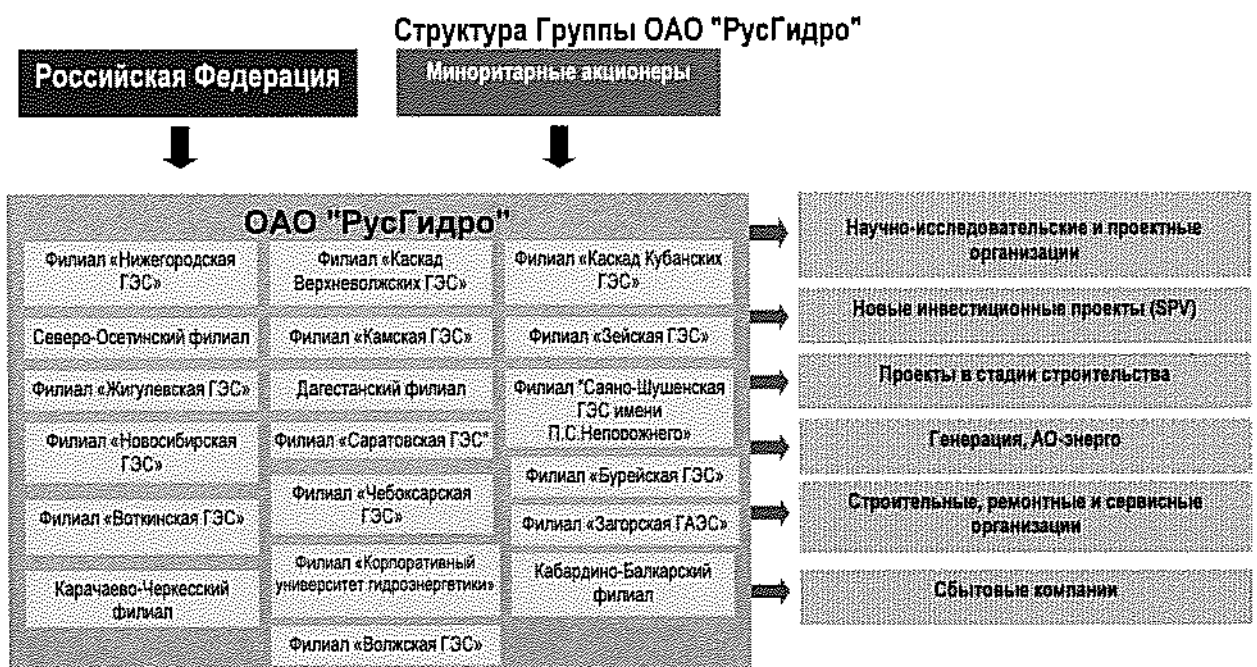 Структура Группы ОАО "РусГидро"
Российская Федерация
Миноритарные акционеры
ОАО "РусГидро"
Филиал «Нижегородская
ГЭС»
Северо-Осетинский филиал
Филиал «Жигулевская ГЭС»
Филиал «Новосибирская
ГЭС»
Филиал «Воткинская ГЭС»
Карачаево-Черкесский
филиал
Филиал «Каскад
Верхневолжских ГЭС»
Филиал «Камская ГЭС»
Дагестанский филиал
Филиал «Саратовская ГЭС"
Филиал «Чебоксарская
ГЭС»
Филиал «Корпоративный
университет гидроэнергетики»
Филиал «Волжская ГЭС»
Филиал «Каскад Кубанских
ГЭС»
Филиал «Зейская ГЭС»
Филиал "Саяно-Шушенская
ГЭС имени
П.С.Непорожнего»
Филиал «Бурейская ГЭС»
Филиал «Загорская ГАЭС»
Кабардино-Балкарский
филиал
Научно-исследовательские и проектные
организации
Новые инвестиционные проекты (SPV)
Проекты в стадии строительства
Генерация, АО-энерго
Строительные, ремонтные и сервисные
организации
Сбытовые компании